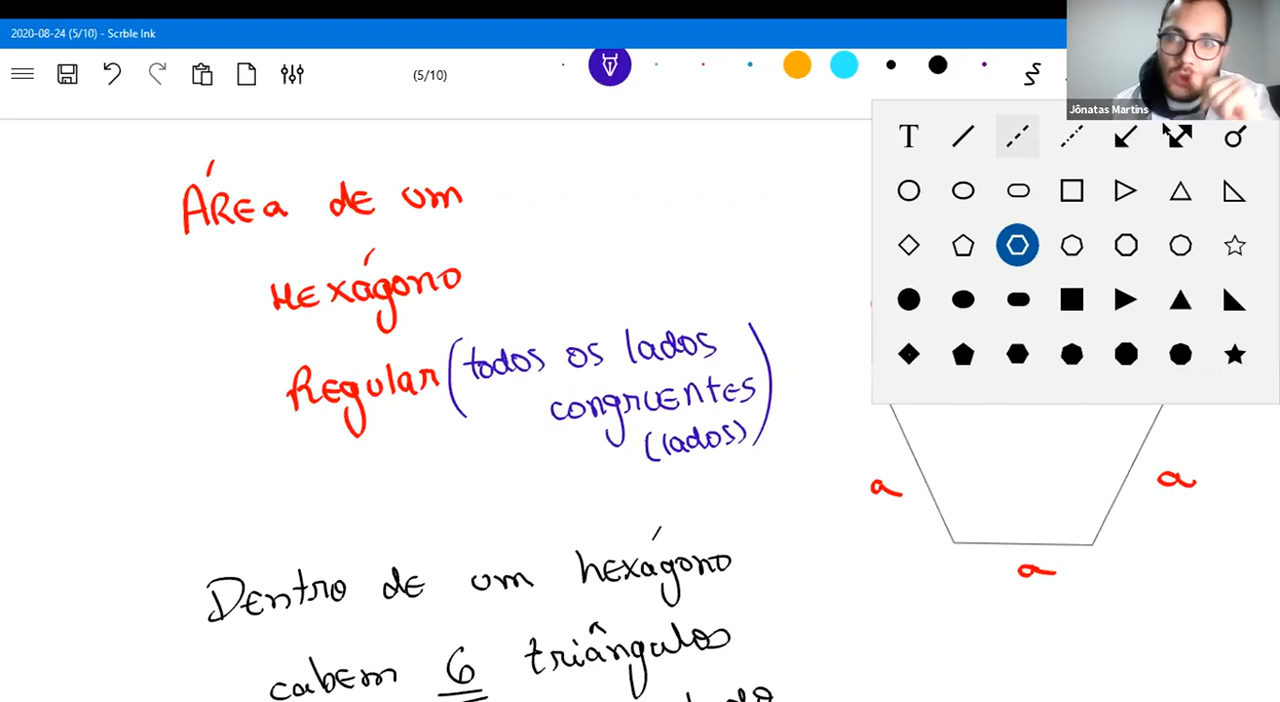 2020-08-24 (5/10) - Scrble Ink
(5/10)
Jônatas Martins
T
ÁREa dE um
HExágono
REgular (todos os lados
congruEntEs
(lados)
a
a
a
DEntro dE um hExágono
cabEm 6 triângulos